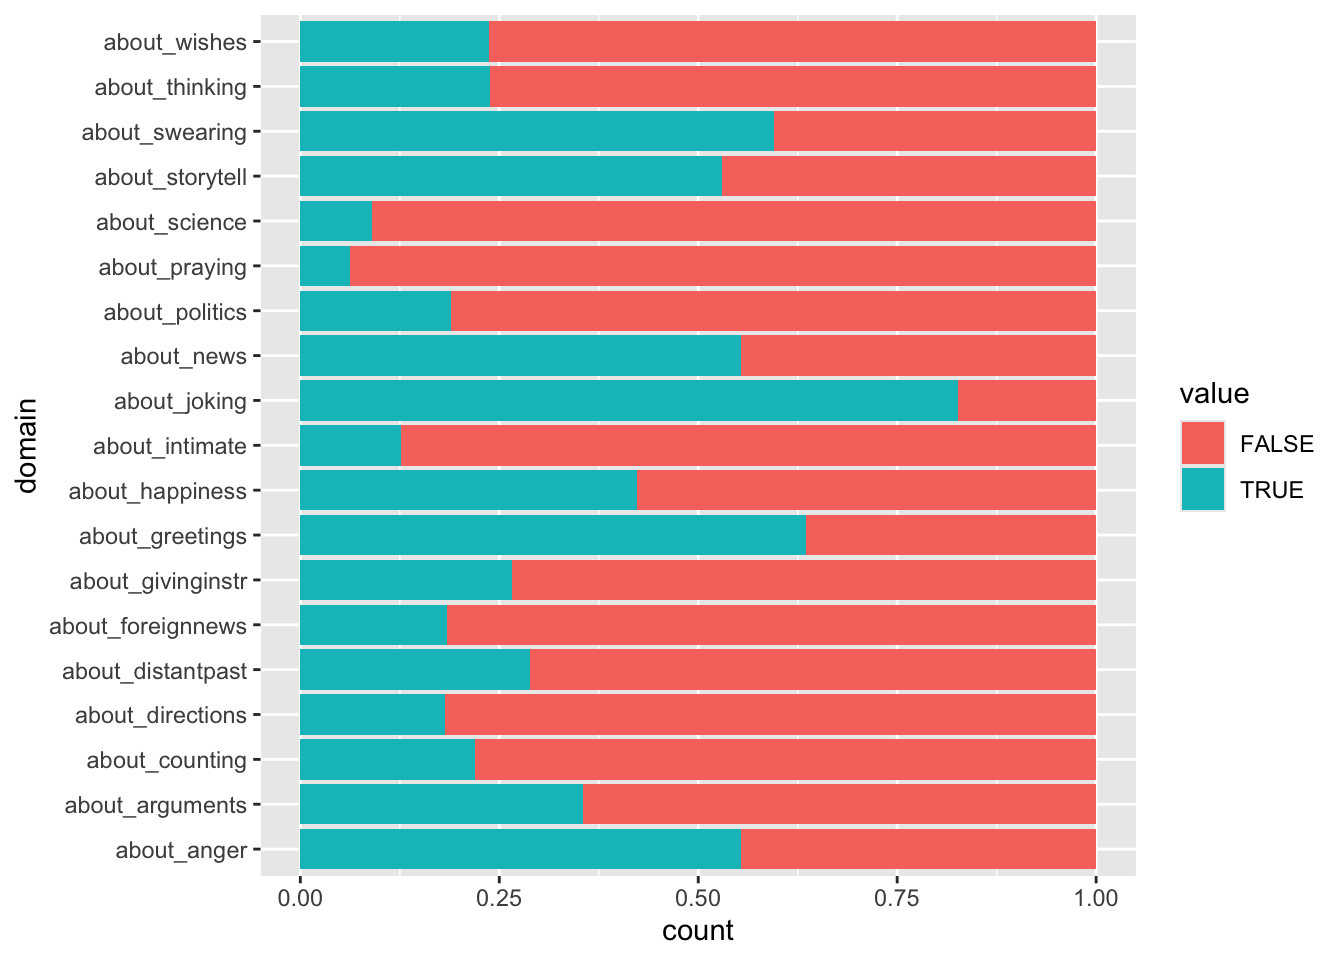 about_wishes
about_thinking
about_swearing
about_storytell
about_science
about_praying
about_politics
about_news
about_joking
about_intimate
about_happiness
about_greetings
about_givinginstr
about_foreignnews
about_distantpast
about_directions
about_counting
about_arguments
about_anger
domain
0.00 0.25 0.50 0.75 1.00
count
value
FALSE
TRUE